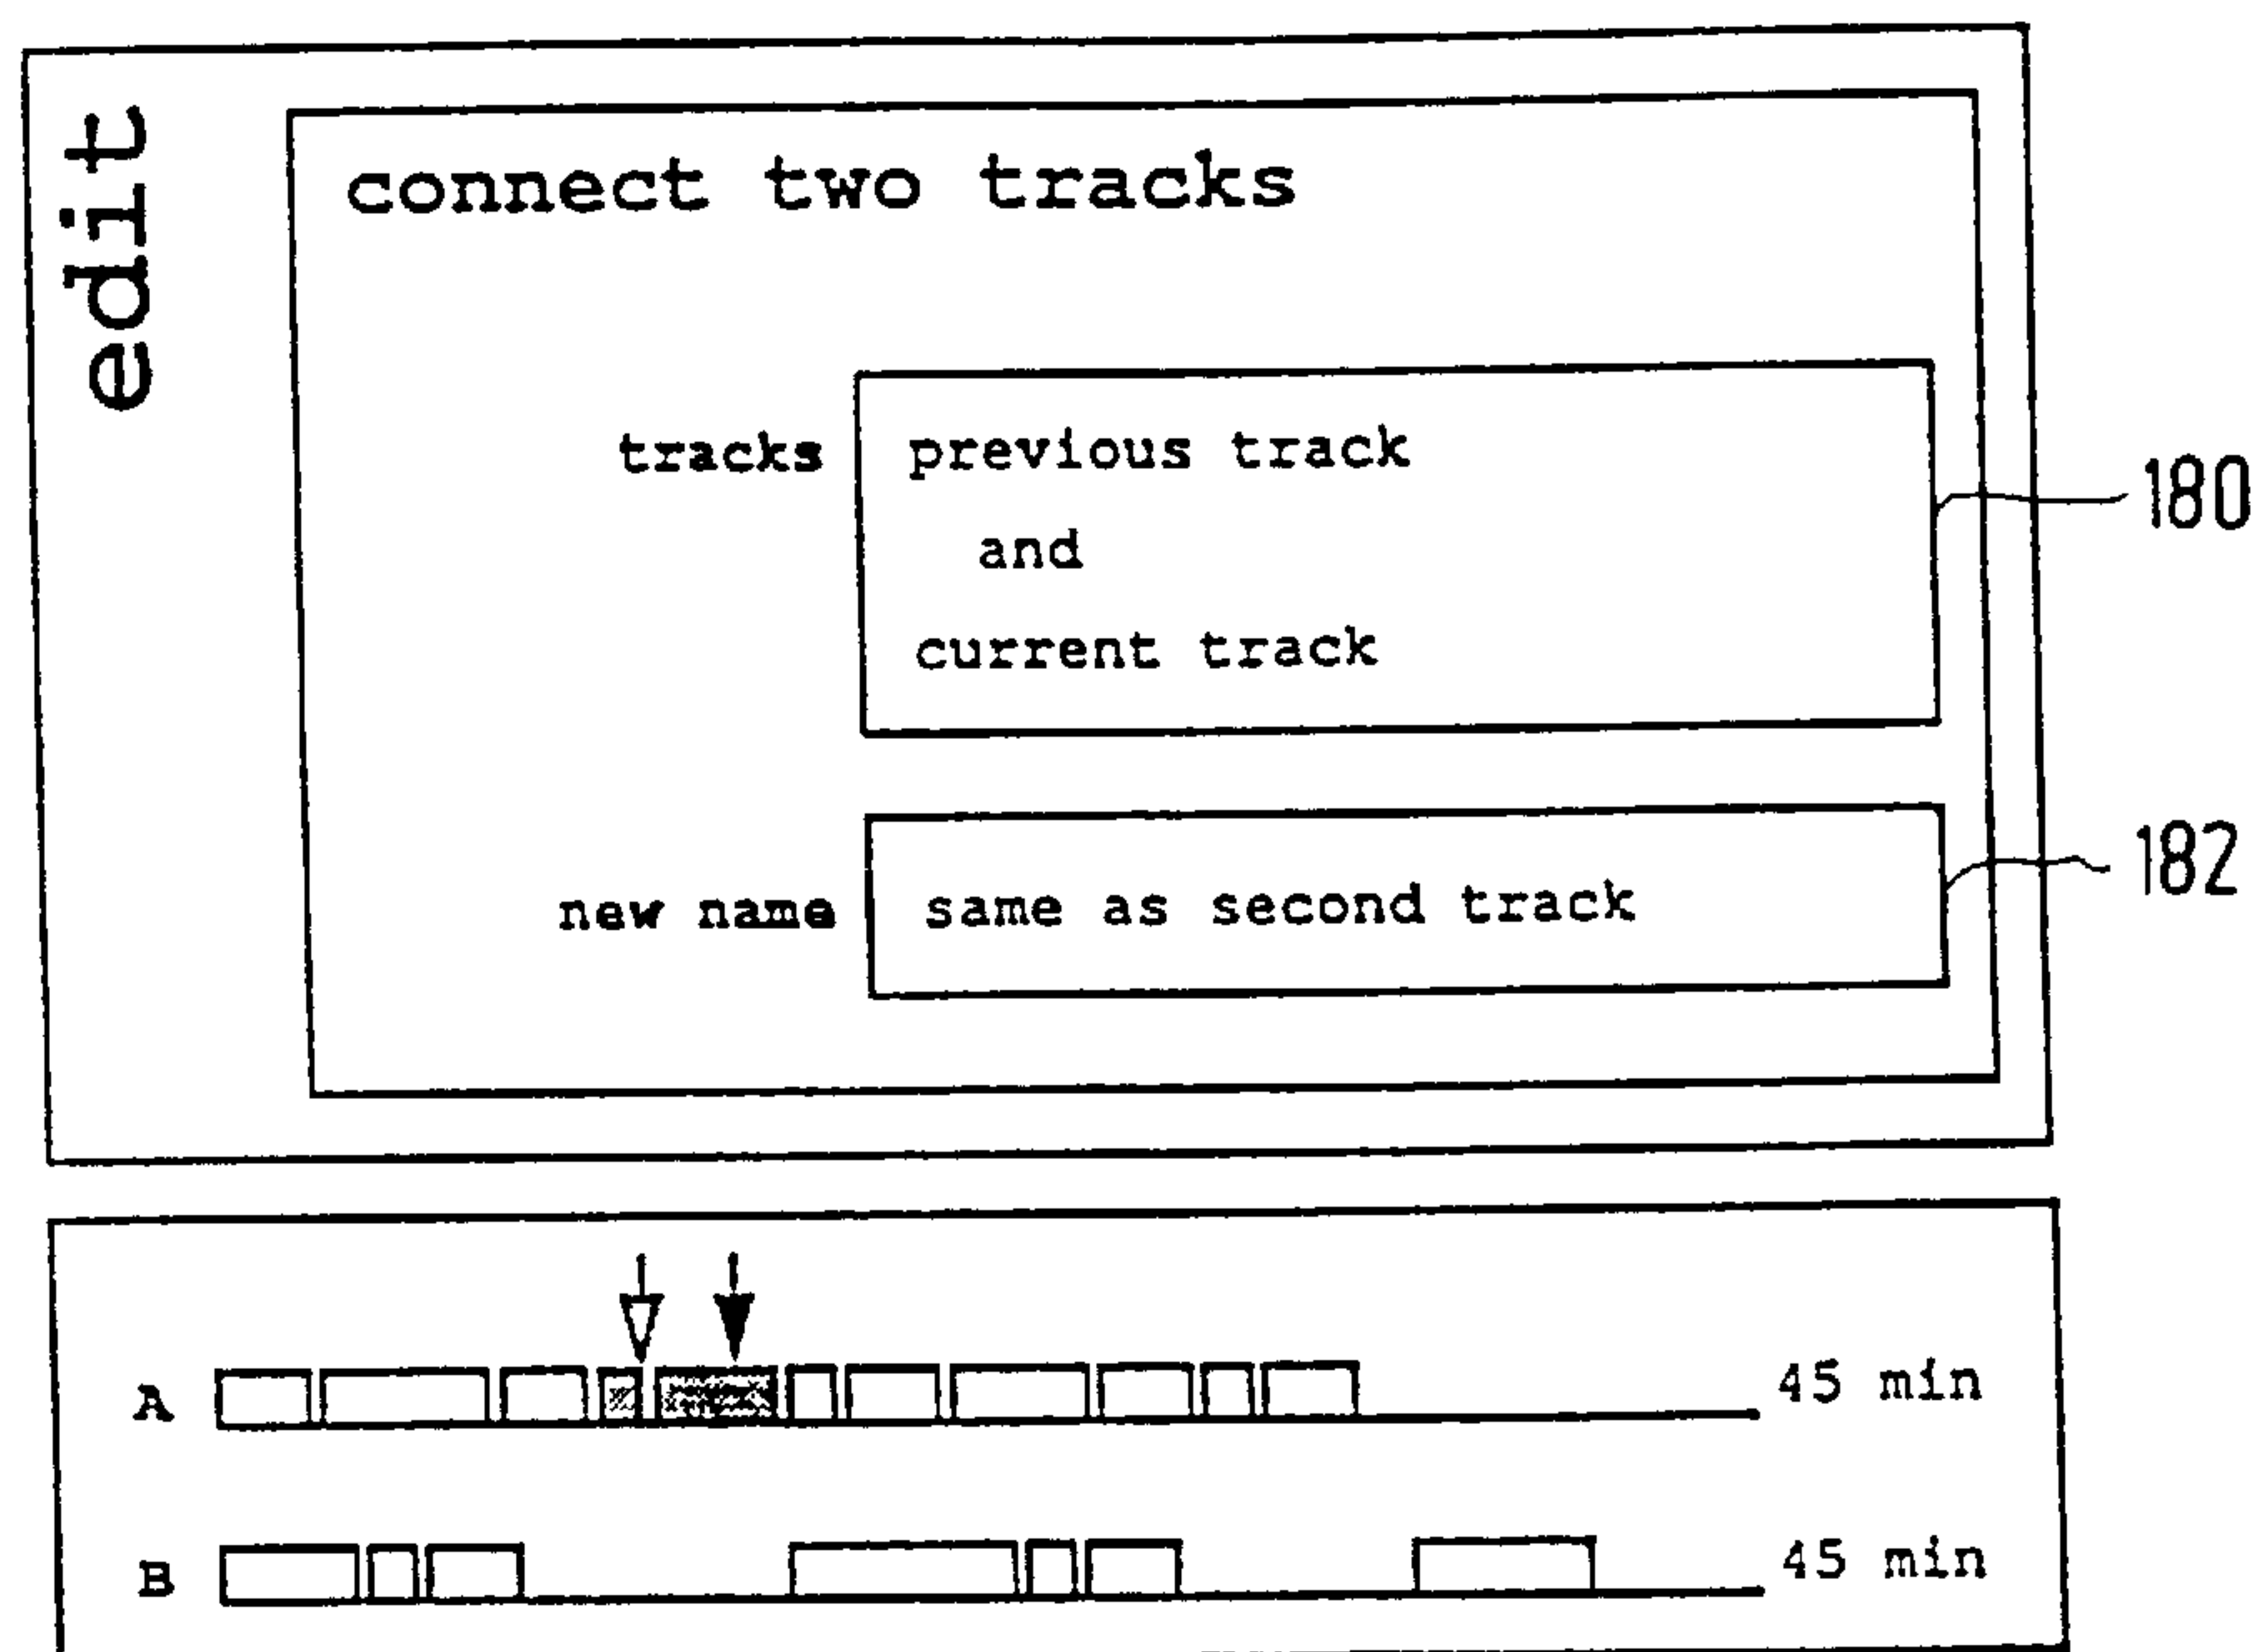 edit
connect two tracks
tracks
previous track
and
current track
180
new name
same as second track
182
A
45 min
B
45 min